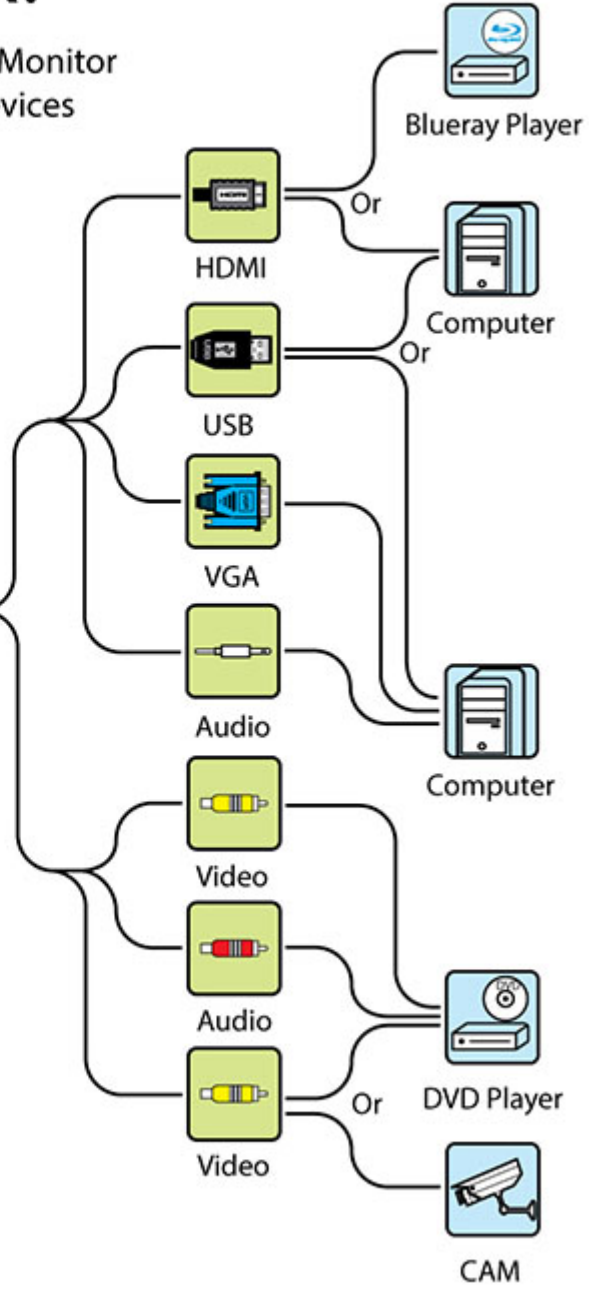 Monitor
vices
Blueray Player
Or
HDMI
Computer
Or
USB
VGA
Audio
Computer
Video
Audio
DVD
Or
DVD Player
Video
CAM